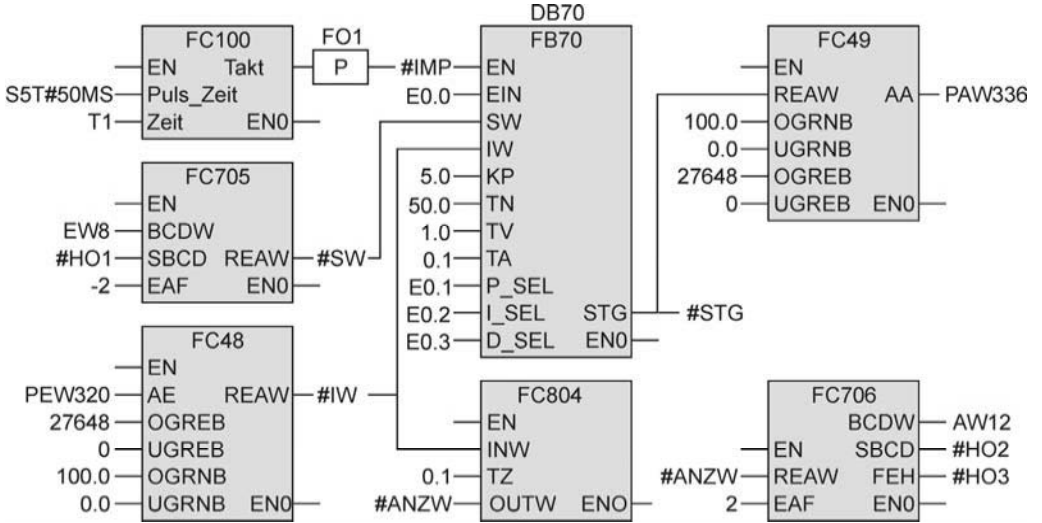 DB70
FC100
FO1
FB70
FC49
EN Takt
P
#IMP
EN
EN
S5T#50MS
Puls_Zeit
E0.0
EIN
REAW AA
PAW336
T1
Zeit EN0
SW
100.0
OGRNB
IW
0.0
UGRNB
FC705
5.0
KP
27648
OGREB
EN
50.0
TN
0
UGREB EN0
EW8
BCDW
1.0
TV
#HO1
SBCD REAW
#SW
0.1
TA
-2
EAF EN0
E0.1
P_SEL
E0.2
I_SEL STG
#STG
FC48
E0.3
D_SEL EN0
EN
PEW320
AE REAW
#IW
FC804
FC706
27648
OGREB
EN
BCDW
AW12
0
UGREB
INW
EN SBCD
#HO2
100.0
OGRNB
0.1
TZ
#ANZW
REAW FEH
#HO3
0.0
UGRNB EN0
#ANZW
OUTW ENO
2
EAF EN0